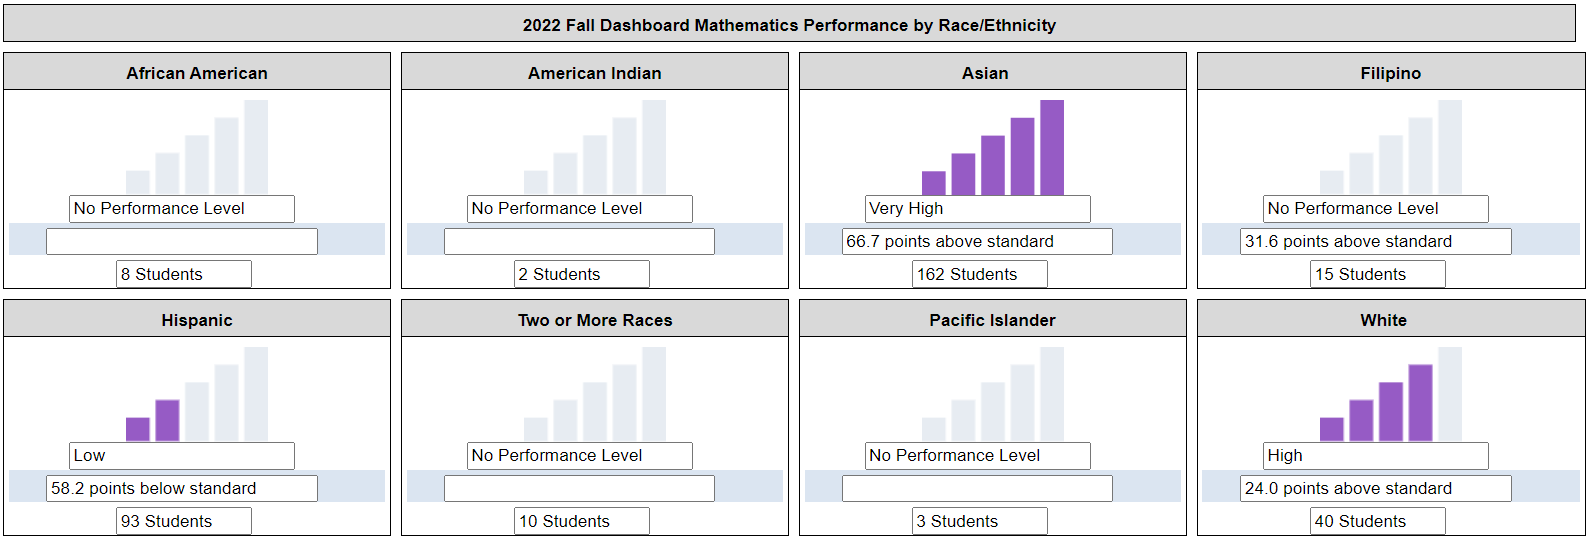 2022 Fall Dashboard Mathematics Performance by Race/Ethnicity
African American
No Performance Level
8 Students
American Indian
No Performance Level
2 Students
Asian
Very High
66.7 points above standard
162 Students
Filipino
No Performance Level
31.6 points above standard
15 Students
Hispanic
Low
58.2 points below standard
93 Students
Two or More Races
No Performance Level
10 Students
Pacific Islander
No Performance Level
3 Students
White
High
24.0 points above standard
40 Students